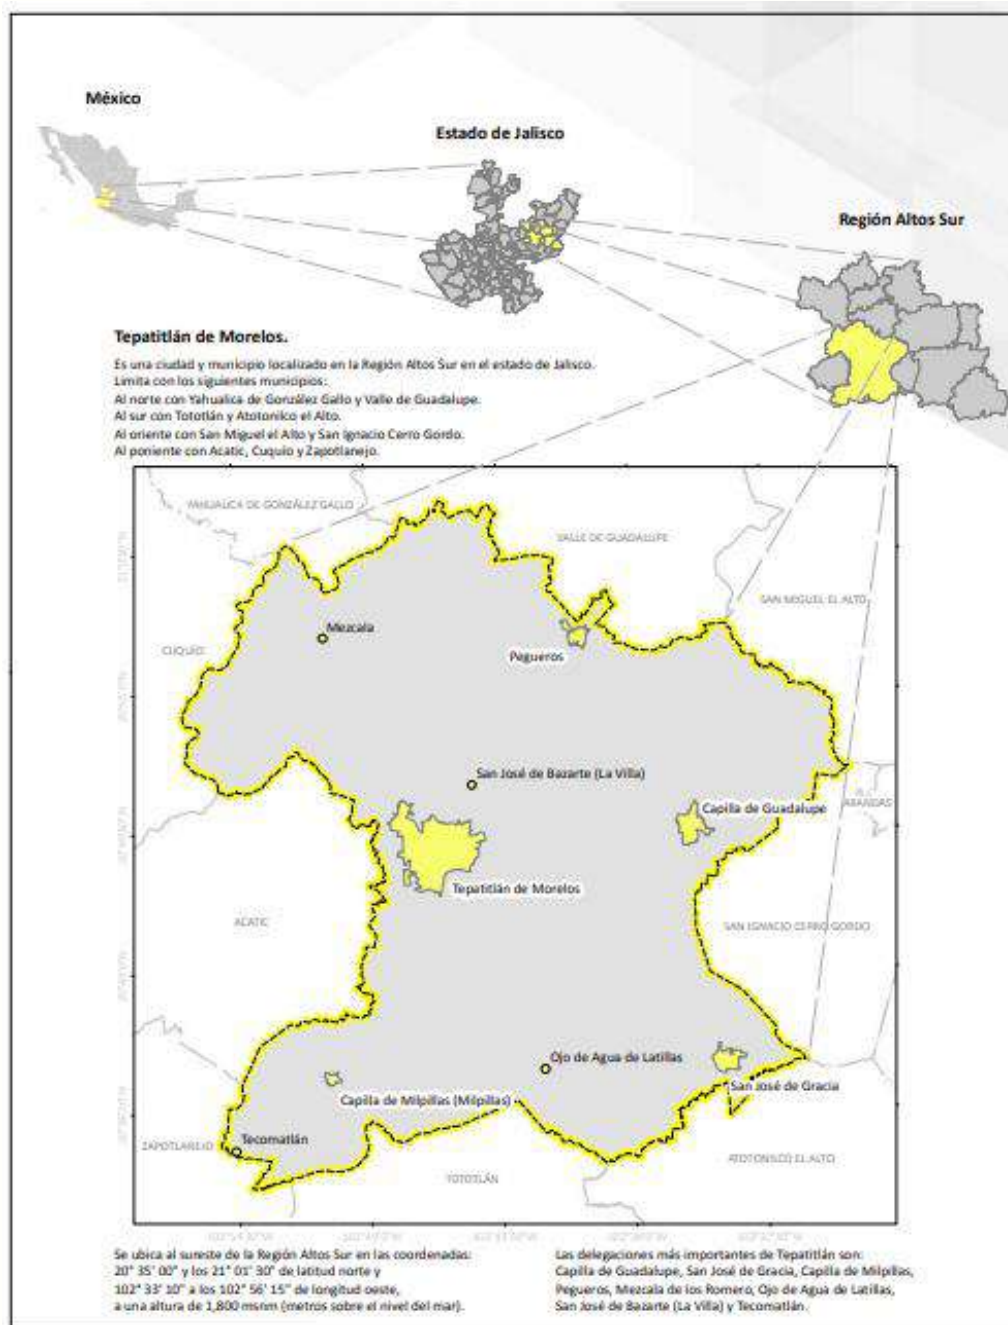 México
Estado de Jalisco
Región Altos Sur
Tepatitlán de Morelos.
Es una ciudad y municipio localizado en la Región Altos Sur en el estado de Jalisco.
Limita con los siguientes municipios:
Al norte con Yahualica de González Gallo y Valle de Guadalupe.
Al sur con Tototlán y Atotonilco el Alto.
Al oriente con San Miguel el Alto y San Ignacio Cerro Gordo.
Al poniente con Acatic, Cuquío y Zapotlanejo.
YAHUALICA DE GONZÁLEZ GALLO
VALLE DE GUADALUPE
SAN MIGUEL EL ALTO
Mezcala
CUQUÍO
Pegueros
San José de Bazarte (La Villa)
Capilla de Guadalupe
ARANDAS
Tepatitlán de Morelos
ACATIC
SAN IGNACIO CERRO GORDO
Ojo de Agua de Latillas
San José de Gracia
Capilla de Milpillas (Milpillas)
Tecomatlán
ZAPOTLANEJO
ATOTONILCO EL ALTO
TOTOTLÁN
Se ubica al sureste de la Región Altos Sur en las coordenadas:
20° 35' 00" y los 21° 01' 30" de latitud norte y
102° 33' 10" a los 102° 56' 15" de longitud oeste,
a una altura de 1,800 msnm (metros sobre el nivel del mar).
Las delegaciones más importantes de Tepatitlán son:
Capilla de Guadalupe, San José de Gracia, Capilla de Milpillas,
Pegueros, Mezcala de los Romero, Ojo de Agua de Latillas,
San José de Bazarte (La Villa) y Tecomatlán.